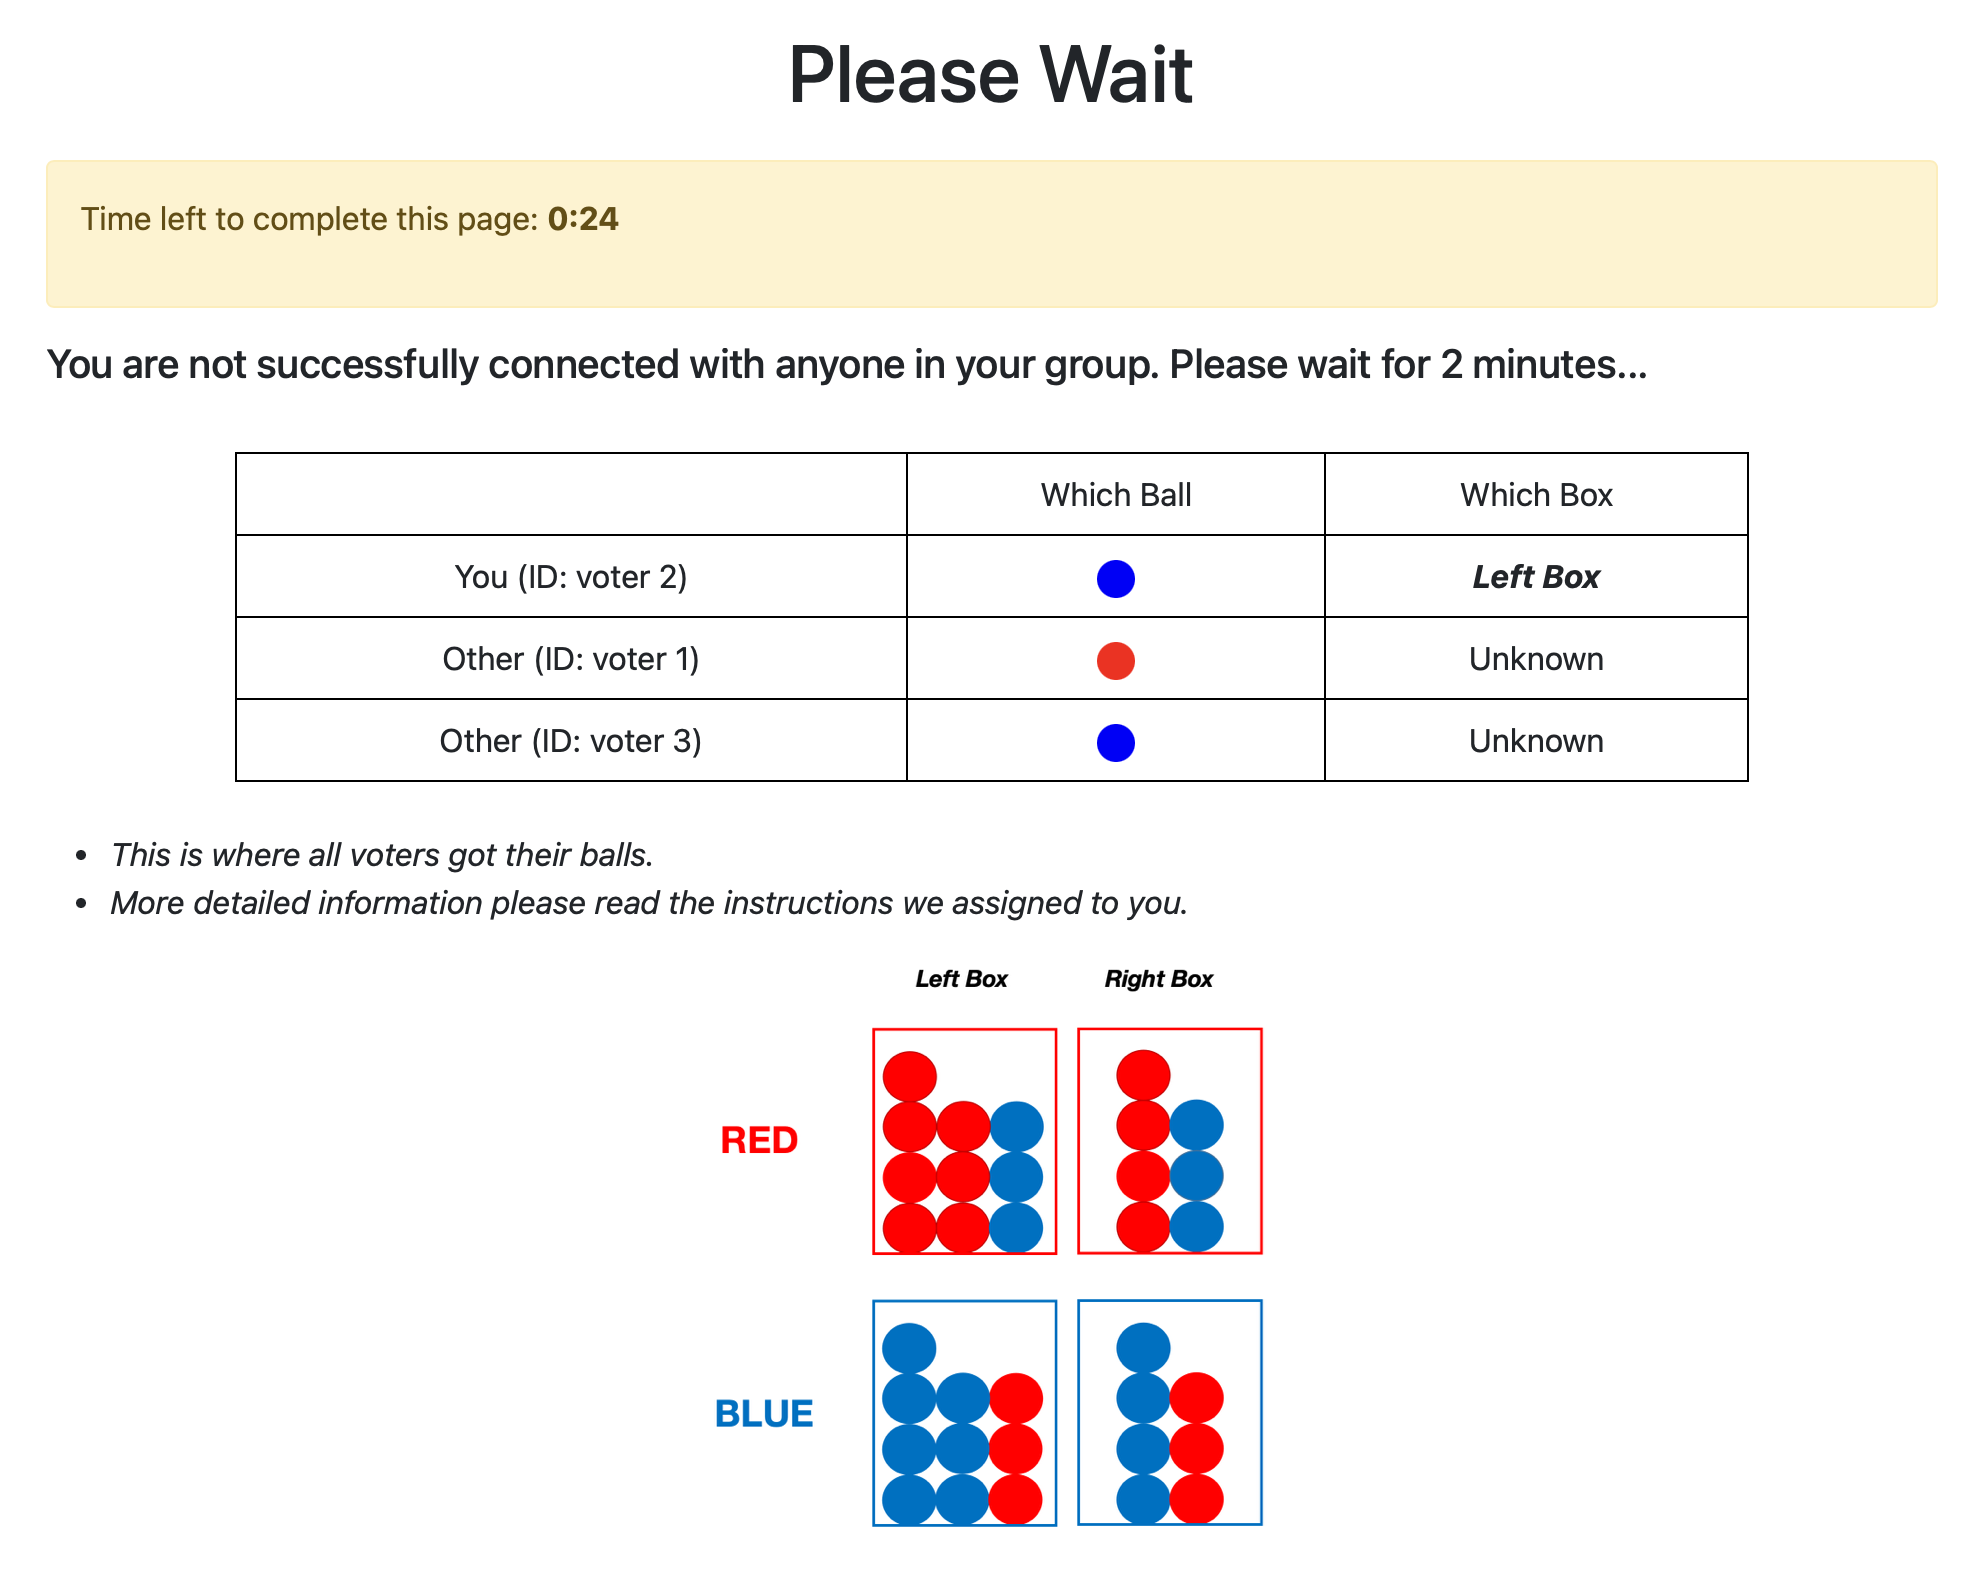 Please Wait
Time left to complete this page: 0:24
You are not successfully connected with anyone in your group. Please wait for 2 minutes...
Which Ball Which Box
You (ID: voter 2) Left Box
Other (ID: voter 1) Unknown
Other (ID: voter 3) Unknown
This is where all voters got their balls.
More detailed information please read the instructions we assigned to you.
Left Box Right Box
RED
BLUE